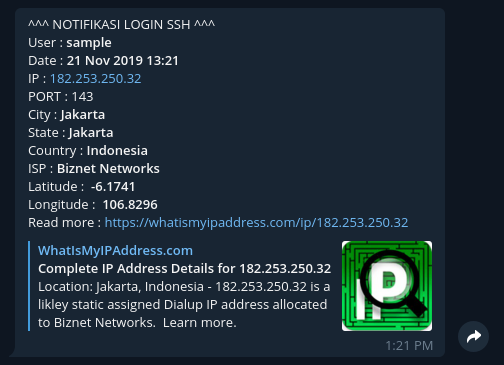 ^^^ NOTIFIKASI LOGIN SSH ^^^
User : sample
Date : 21 Nov 2019 13:21
IP : 182.253.250.32
PORT : 143
City : Jakarta
State : Jakarta
Country : Indonesia
ISP : Biznet Networks
Latitude :  -6.1741
Longitude :  106.8296
Read more : https://whatismyipaddress.com/ip/182.253.250.32
WhatIsMyIPAddress.com
Complete IP Address Details for 182.253.250.32
Location: Jakarta, Indonesia - 182.253.250.32 is a
likley static assigned Dialup IP address allocated
to Biznet Networks.  Learn more.
IP
1:21 PM